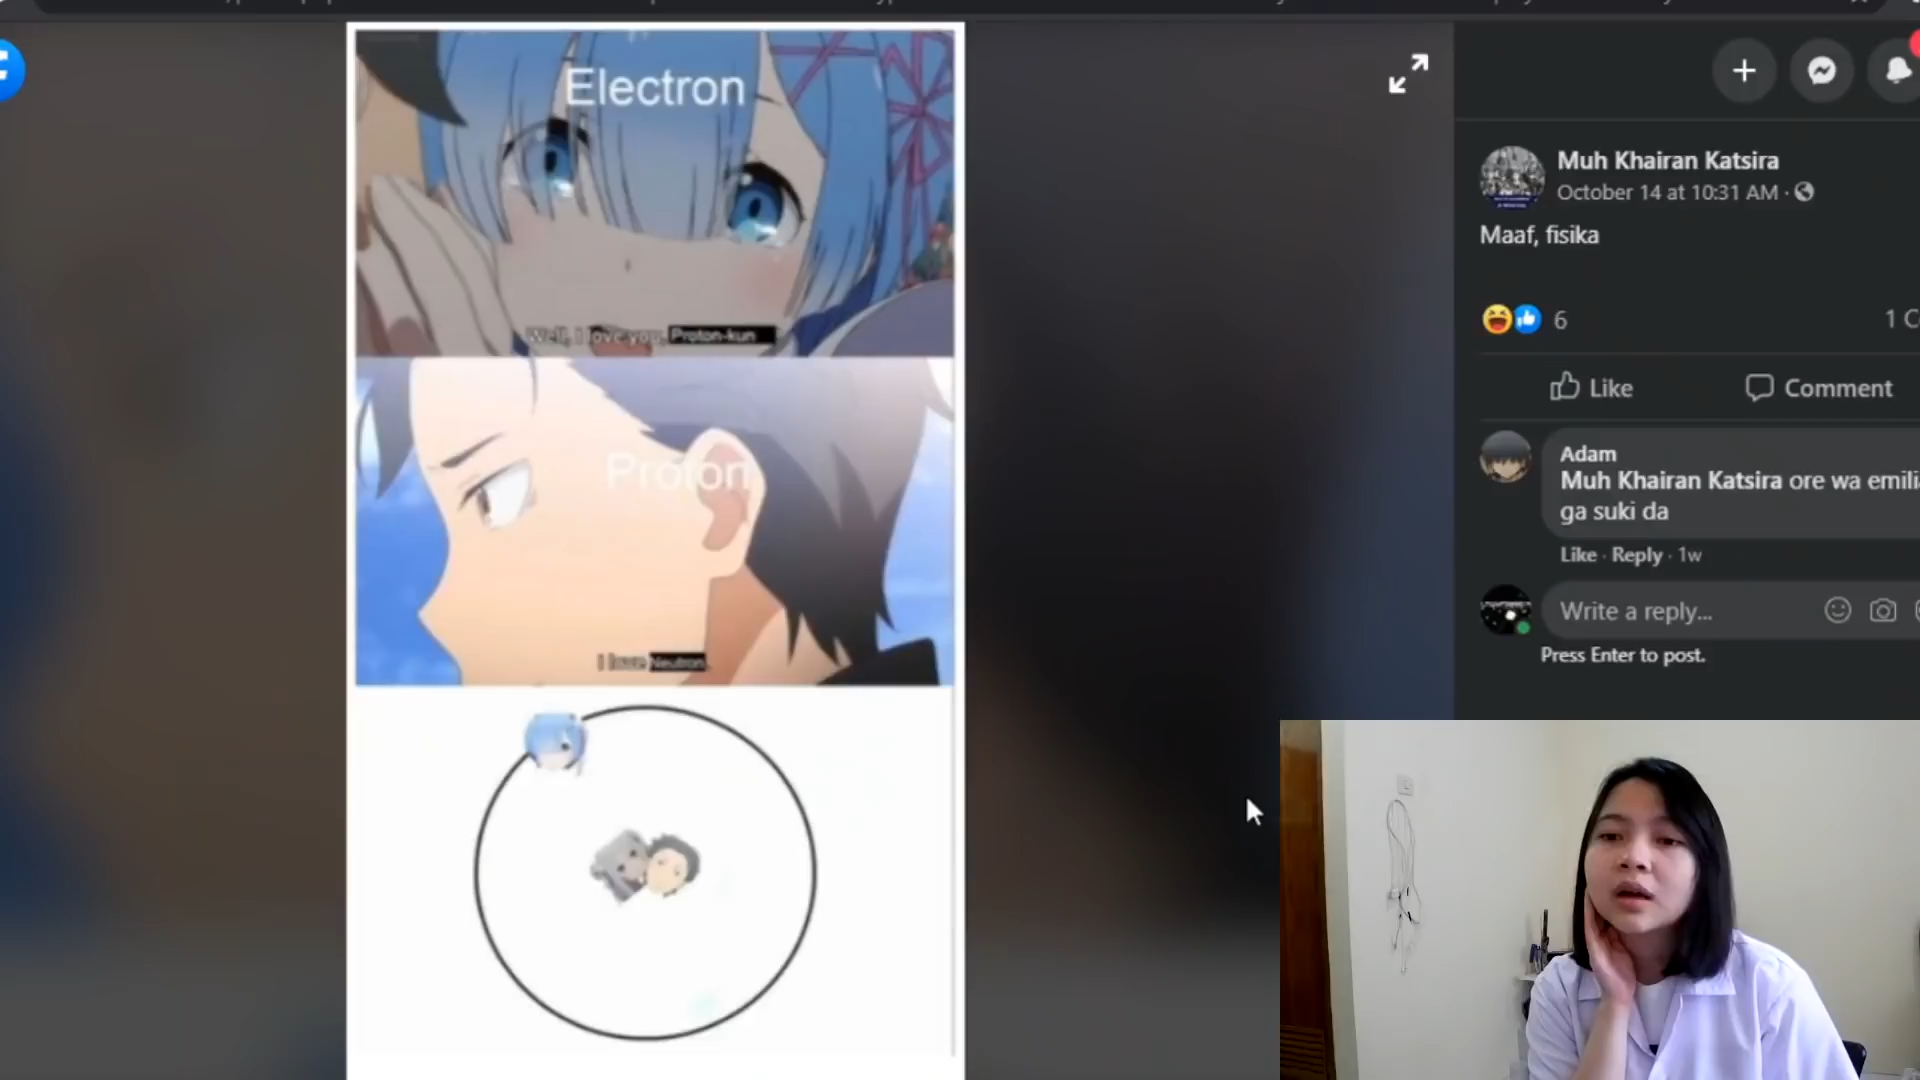 Electron
Well, I love you, Proton-kun
Proton
I love Neutron.
Muh Khairan Katsira
October 14 at 10:31 AM ·
Maaf, fisika
6
1 C
Like
Comment
Adam
Muh Khairan Katsira ore wa emilia
ga suki da
Like · Reply · 1w
Write a reply...
Press Enter to post.